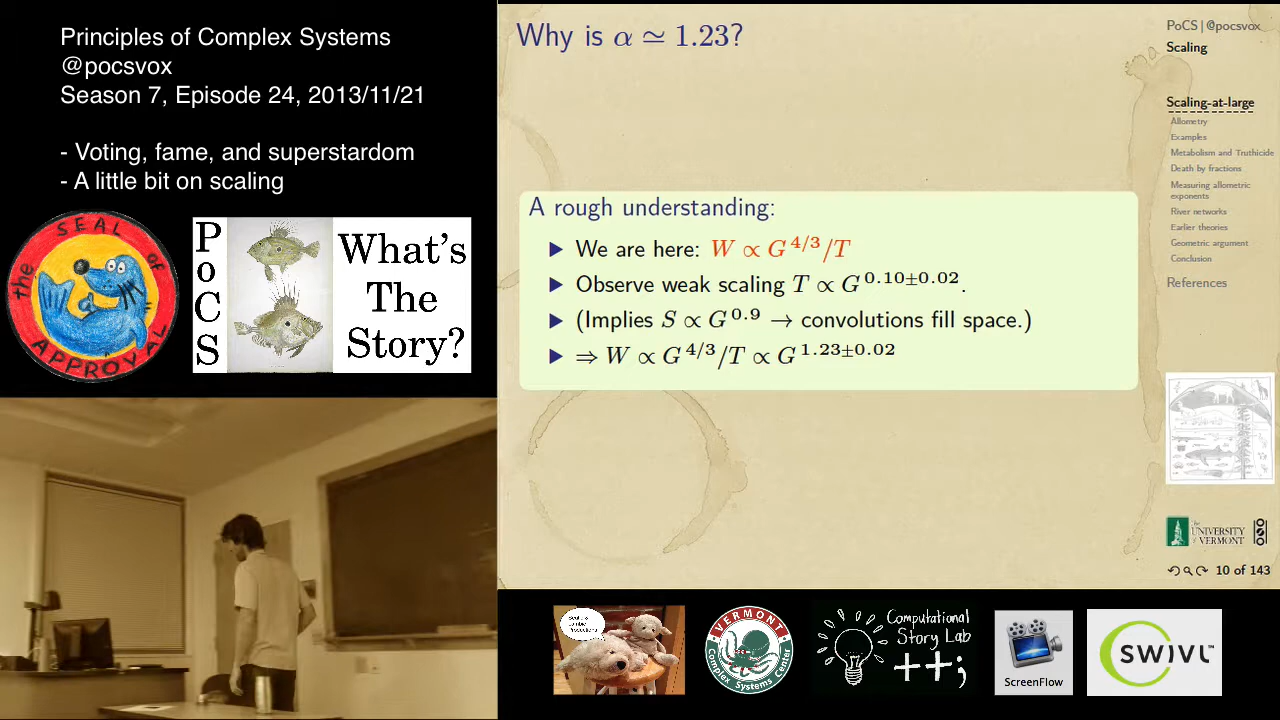 Principles of Complex Systems
@pocsvox
Season 7, Episode 24, 2013/11/21
- Voting, fame, and superstardom
- A little bit on scaling
the SEAL of APPROVAL
PoCS
What's
The
Story?
Why is α ≃ 1.23?
A rough understanding:
▶ We are here: W ∝ G^4/3/T
▶ Observe weak scaling T ∝ G^0.10±0.02.
▶ (Implies S ∝ G^0.9 → convolutions fill space.)
▶ ⇒ W ∝ G^4/3/T ∝ G^1.23±0.02
PoCS | @pocsvox
Scaling
Scaling-at-large
Allometry
Examples
Metabolism and Truthicide
Death by fractions
Measuring allometric
exponents
River networks
Earlier theories
Geometric argument
Conclusion
References
The UNIVERSITY
of VERMONT
10 of 143
Productions
VERMONT
Complex Systems Center
Computational
Story Lab
++;
ScreenFlow
SWIVL™